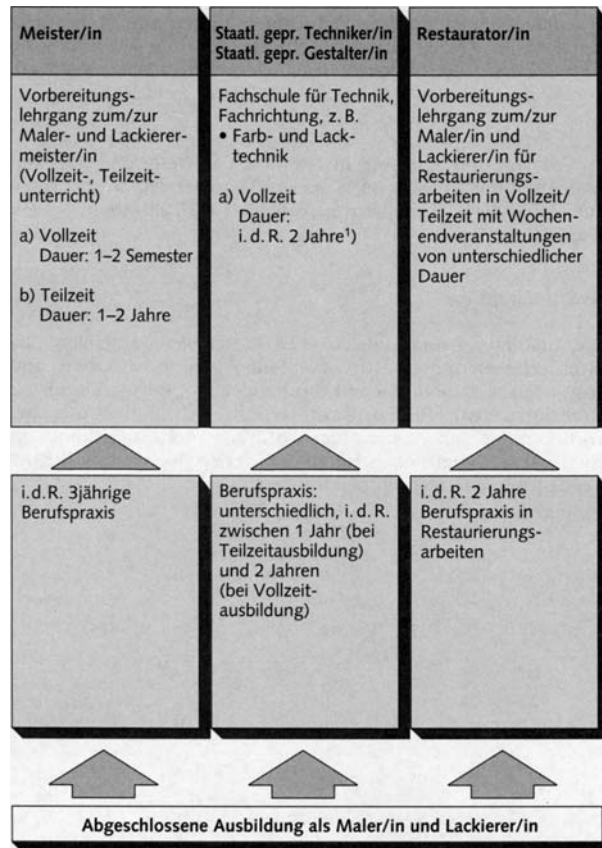 Meister/in
Vorbereitungs-
lehrgang zum/zur
Maler- und Lackierer-
meister/in
(Vollzeit-, Teilzeit-
unterricht)
a) Vollzeit
Dauer: 1–2 Semester
b) Teilzeit
Dauer: 1–2 Jahre
Staatl. gepr. Techniker/in
Staatl. gepr. Gestalter/in
Fachschule für Technik,
Fachrichtung, z. B.
• Farb- und Lack-
technik
a) Vollzeit
Dauer:
i. d. R. 2 Jahre¹)
Restaurator/in
Vorbereitungs-
lehrgang zum/zur
Maler/in und
Lackierer/in für
Restaurierungs-
arbeiten in Vollzeit/
Teilzeit mit Wochen-
endveranstaltungen
von unterschiedlicher
Dauer
i.d.R. 3jährige
Berufspraxis
Berufspraxis:
unterschiedlich, i. d. R.
zwischen 1 Jahr (bei
Teilzeitausbildung)
und 2 Jahren
(bei Vollzeit-
ausbildung)
i.d.R. 2 Jahre
Berufspraxis in
Restaurierungs-
arbeiten
Abgeschlossene Ausbildung als Maler/in und Lackierer/in